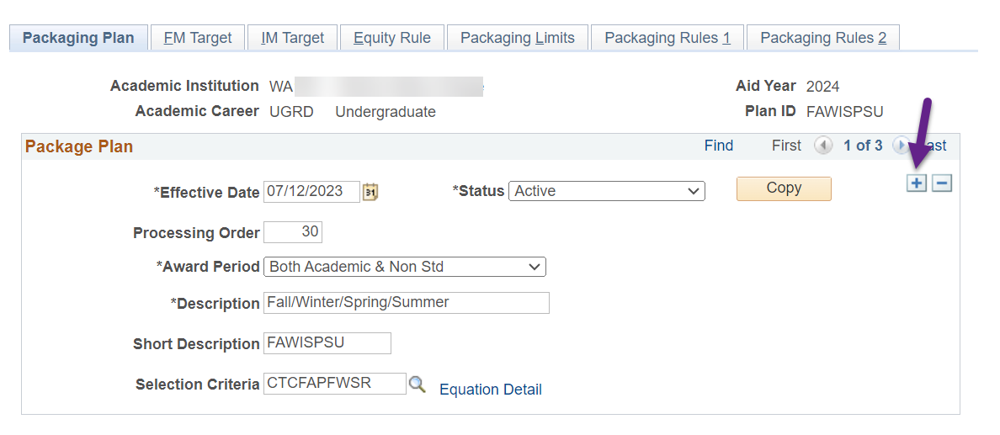 Packaging Plan FM Target IM Target Equity Rule Packaging Limits Packaging Rules 1 Packaging Rules 2
Academic Institution WA Aid Year 2024
Academic Career UGRD Undergraduate Plan ID FAWISPSU
Package Plan Find First 1 of 3
*Effective Date 07/12/2023 31 *Status Active Copy + −
Processing Order 30
*Award Period Both Academic & Non Std
*Description Fall/Winter/Spring/Summer
Short Description FAWISPSU
Selection Criteria CTCFAPFWSR Equation Detail